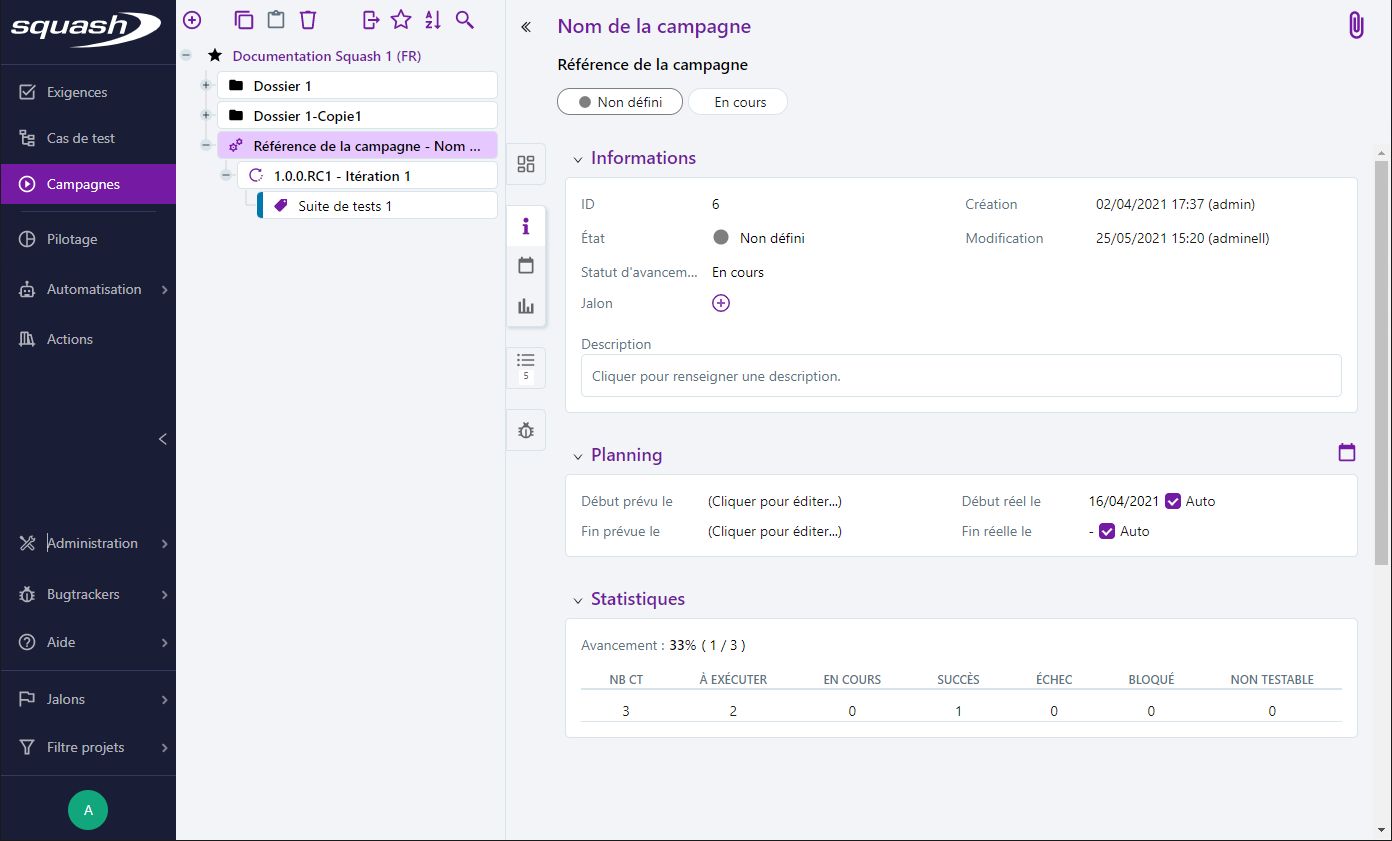 squash
Exigences
Cas de test
Campagnes
Pilotage
Automatisation
Actions
Administration
Bugtrackers
Aide
Jalons
Filtre projets
A
Documentation Squash 1 (FR)
Dossier 1
Dossier 1-Copie1
Référence de la campagne - Nom ...
1.0.0.RC1 - Itération 1
Suite de tests 1
5
Nom de la campagne
Référence de la campagne
Non défini En cours
Informations
ID 6 Création 02/04/2021 17:37 (admin)
État Non défini Modification 25/05/2021 15:20 (adminell)
Statut d'avancem... En cours
Jalon
Description
Cliquer pour renseigner une description.
Planning
Début prévu le (Cliquer pour éditer...) Début réel le 16/04/2021 Auto
Fin prévue le (Cliquer pour éditer...) Fin réelle le - Auto
Statistiques
Avancement : 33% ( 1 / 3 )
NB CT À EXÉCUTER EN COURS SUCCÈS ÉCHEC BLOQUÉ NON TESTABLE
3 2 0 1 0 0 0